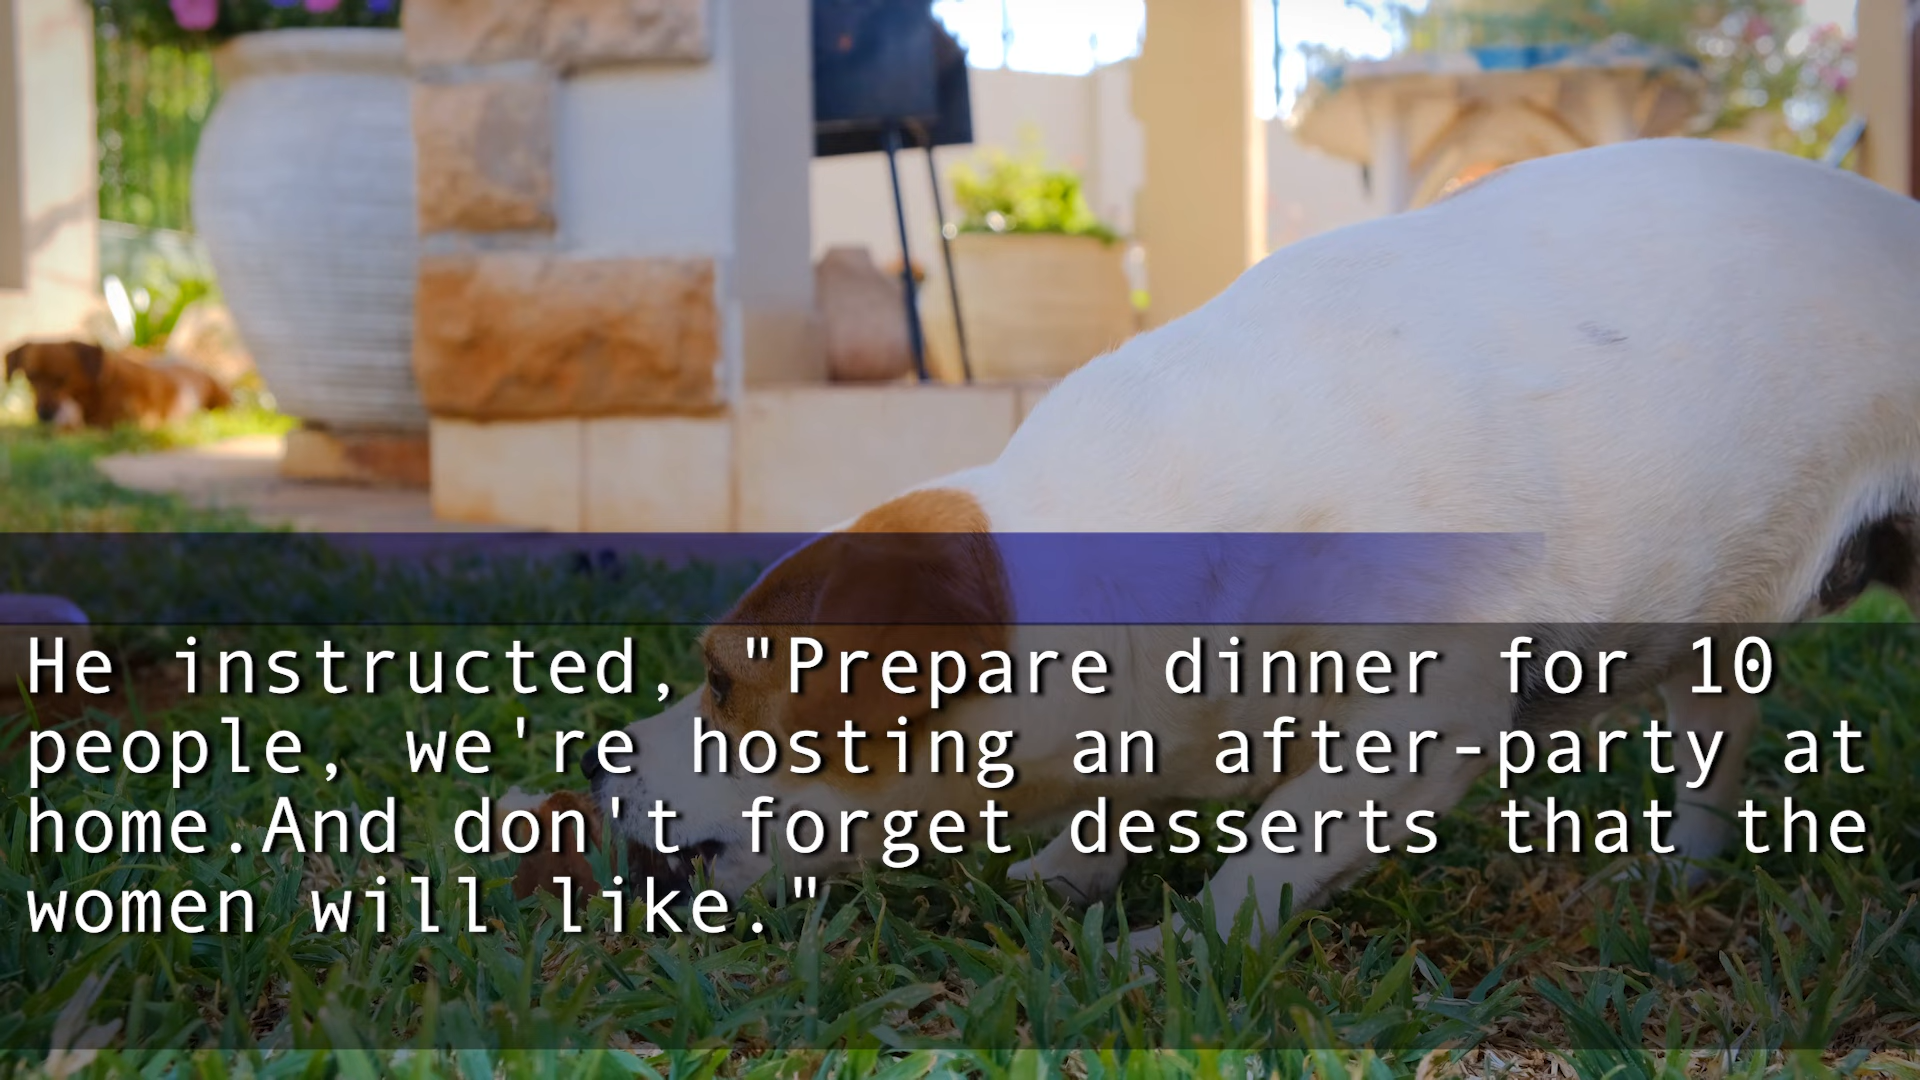 He instructed, "Prepare dinner for 10
people, we're hosting an after-party at
home.And don't forget desserts that the
women will like."